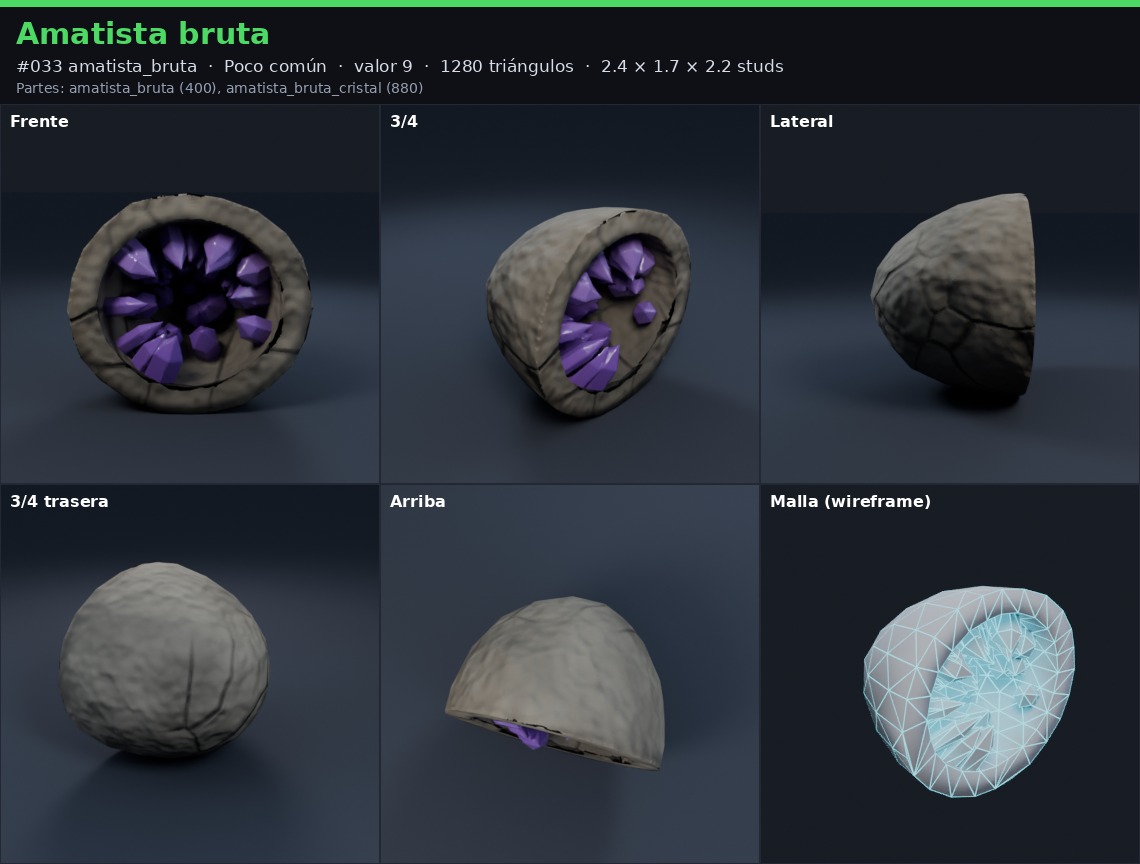 Amatista bruta
#033 amatista_bruta · Poco común · valor 9 · 1280 triángulos · 2.4 × 1.7 × 2.2 studs
Partes: amatista_bruta (400), amatista_bruta_cristal (880)
Frente
3/4
Lateral
3/4 trasera
Arriba
Malla (wireframe)